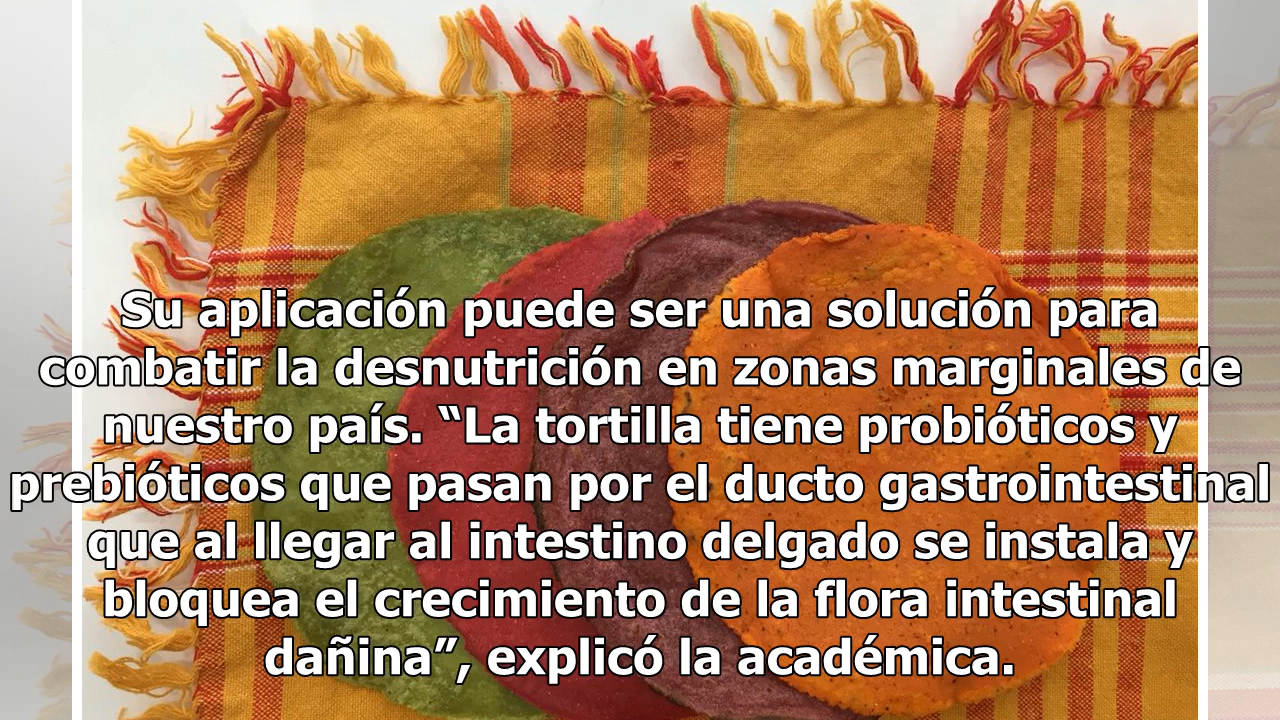 Su aplicación puede ser una solución para
combatir la desnutrición en zonas marginales de
nuestro país. “La tortilla tiene probióticos y
prebióticos que pasan por el ducto gastrointestinal
que al llegar al intestino delgado se instala y
bloquea el crecimiento de la flora intestinal
dañina”, explicó la académica.